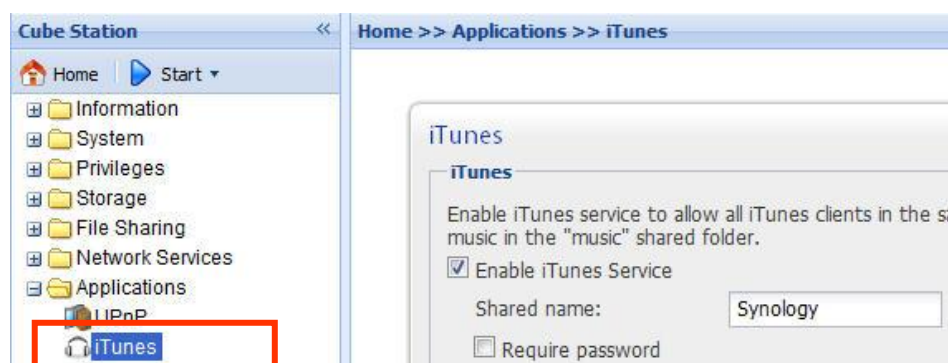 Cube Station
Home Start
Information
System
Privileges
Storage
File Sharing
Network Services
Applications
UPnP
iTunes
Home >> Applications >> iTunes
iTunes
iTunes
Enable iTunes service to allow all iTunes clients in the
music in the "music" shared folder.
Enable iTunes Service
Shared name: Synology
Require password